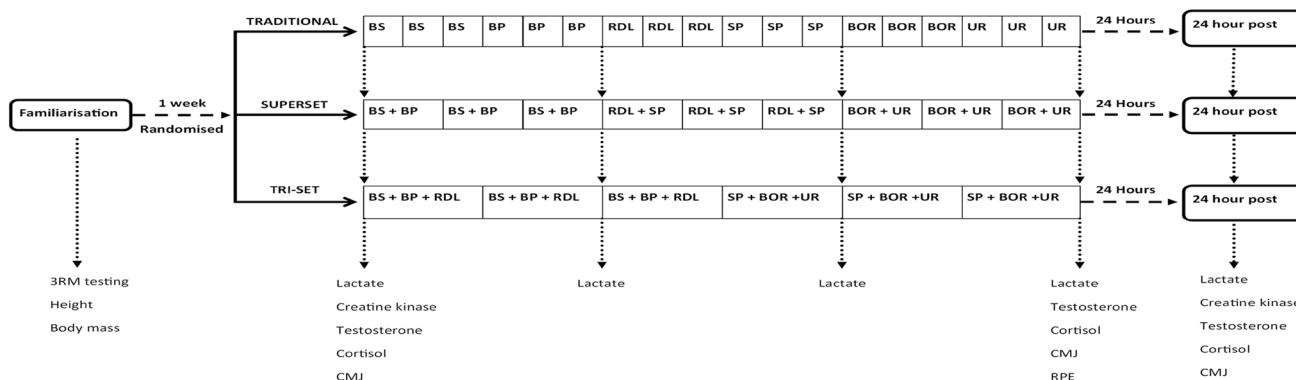 TRADITIONAL
BS BS BS BP BP BP RDL RDL RDL SP SP SP BOR BOR BOR UR UR UR
24 Hours
24 hour post
Familiarisation
1 week
Randomised
SUPERSET
BS + BP BS + BP BS + BP RDL + SP RDL + SP RDL + SP BOR + UR BOR + UR BOR + UR
24 Hours
24 hour post
TRI-SET
BS + BP + RDL BS + BP + RDL BS + BP + RDL SP + BOR +UR SP + BOR +UR SP + BOR +UR
24 Hours
24 hour post
3RM testing
Height
Body mass
Lactate
Creatine kinase
Testosterone
Cortisol
CMJ
Lactate
Lactate
Lactate
Testosterone
Cortisol
CMJ
RPE
Lactate
Creatine kinase
Testosterone
Cortisol
CMJ